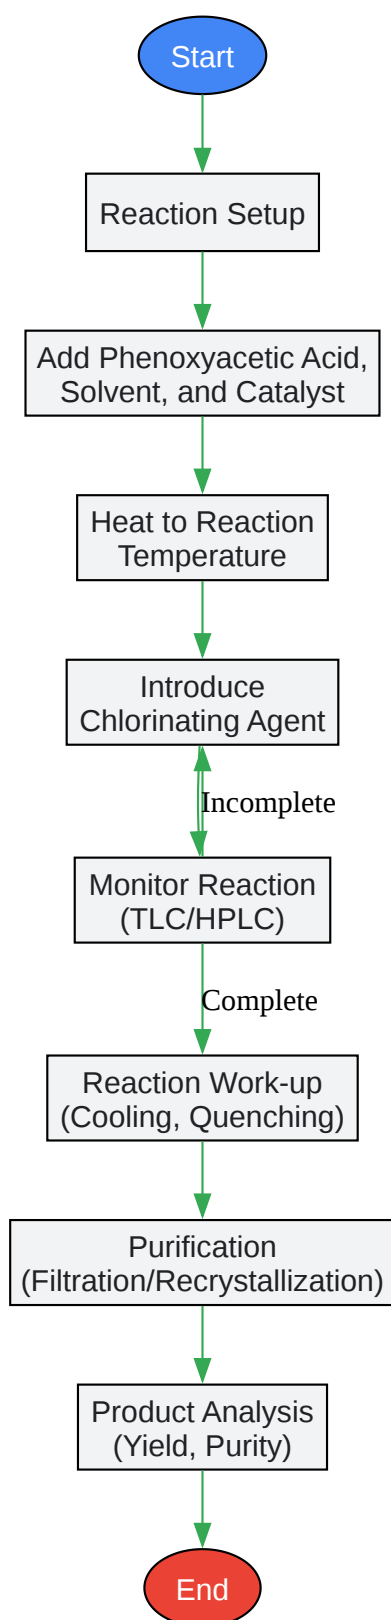 Start
Reaction Setup
Add Phenoxyacetic Acid,
Solvent, and Catalyst
Heat to Reaction
Temperature
Introduce
Chlorinating Agent
Incomplete
Monitor Reaction
(TLC/HPLC)
Complete
Reaction Work-up
(Cooling, Quenching)
Purification
(Filtration/Recrystallization)
Product Analysis
(Yield, Purity)
End